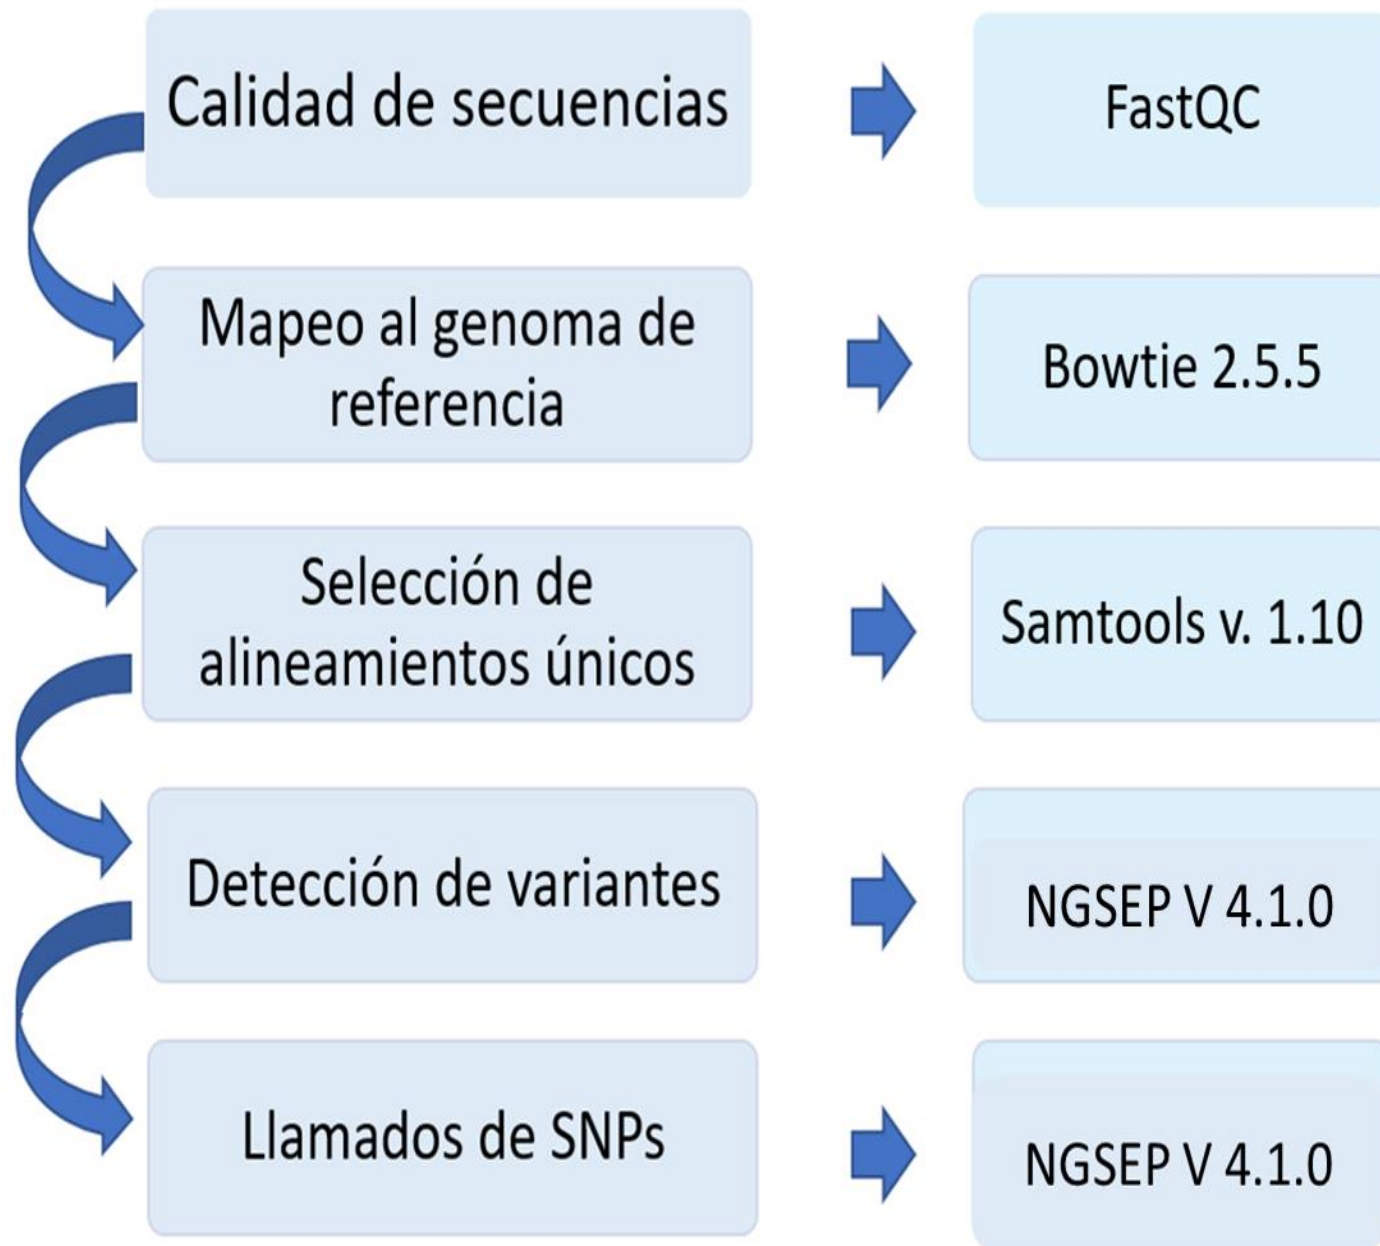 Calidad de secuencias
FastQC
Mapeo al genoma de
referencia
Bowtie 2.5.5
Selección de
alineamientos únicos
Samtools v. 1.10
Detección de variantes
NGSEP V 4.1.0
Llamados de SNPs
NGSEP V 4.1.0